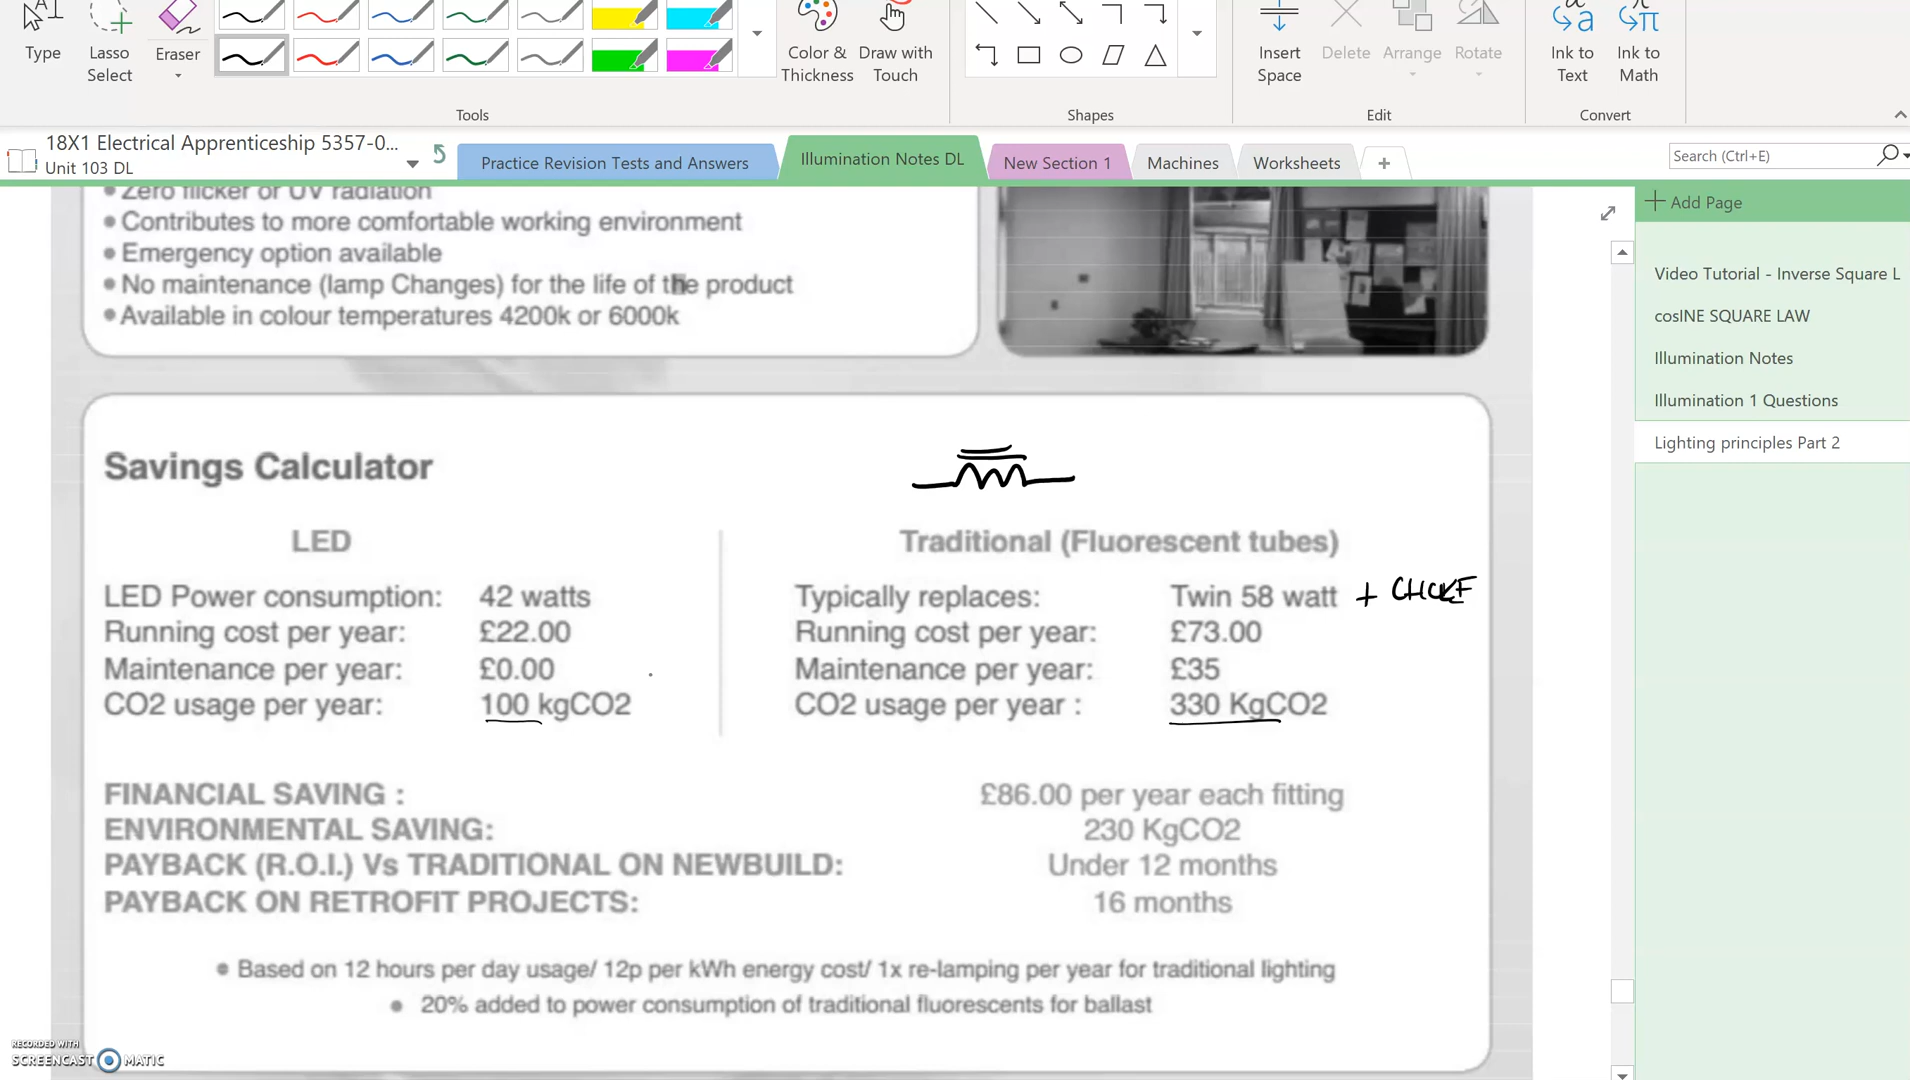 Type
Lasso
Select
Eraser
Color &
Thickness
Draw with
Touch
Insert
Space
Delete
Arrange
Rotate
Ink to
Text
Ink to
Math
Tools
Shapes
Edit
Convert
18X1 Electrical Apprenticeship 5357-0...
Unit 103 DL
Practice Revision Tests and Answers
Illumination Notes DL
New Section 1
Machines
Worksheets
Search (Ctrl+E)
Add Page
Video Tutorial - Inverse Square L
cosINE SQUARE LAW
Illumination Notes
Illumination 1 Questions
Lighting principles Part 2
Zero flicker or UV radiation
Contributes to more comfortable working environment
Emergency option available
No maintenance (lamp Changes) for the life of the product
Available in colour temperatures 4200k or 6000k
Savings Calculator
LED
LED Power consumption: 42 watts
Running cost per year: £22.00
Maintenance per year: £0.00
CO2 usage per year: 100 kgCO2
Traditional (Fluorescent tubes)
Typically replaces: Twin 58 watt + CHOKE
Running cost per year: £73.00
Maintenance per year: £35
CO2 usage per year : 330 KgCO2
FINANCIAL SAVING : £86.00 per year each fitting
ENVIRONMENTAL SAVING: 230 KgCO2
PAYBACK (R.O.I.) Vs TRADITIONAL ON NEWBUILD: Under 12 months
PAYBACK ON RETROFIT PROJECTS: 16 months
Based on 12 hours per day usage/ 12p per kWh energy cost/ 1x re-lamping per year for traditional lighting
20% added to power consumption of traditional fluorescents for ballast
RECORDED WITH
SCREENCAST MATIC